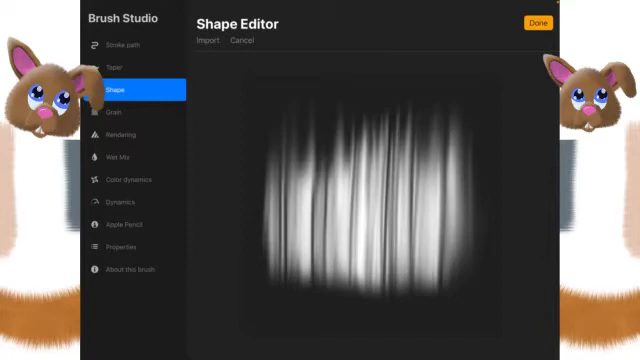 Brush Studio
Shape Editor
Done
Import
Cancel
Stroke path
Taper
Shape
Grain
Rendering
Wet Mix
Color dynamics
Dynamics
Apple Pencil
Properties
About this brush